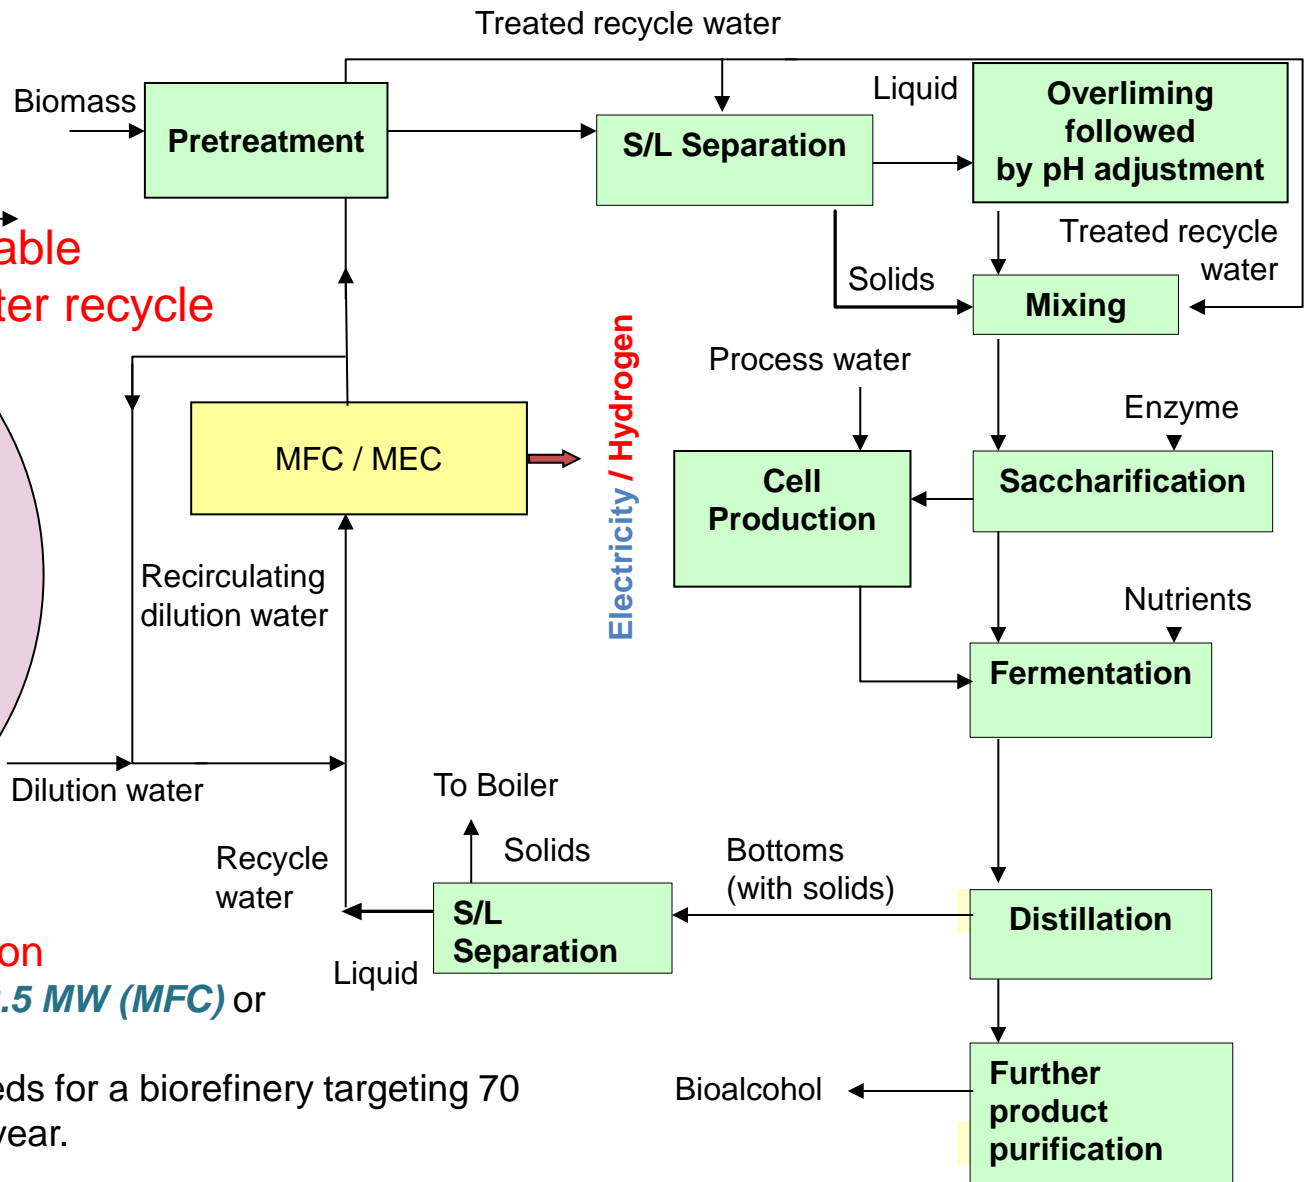 Treated recycle water
Biomass
Pretreatment
S/L Separation
Liquid
Overliming
followed
by pH adjustment
able
ter recycle
Solids
Treated recycle
water
Mixing
Process water
Enzyme
MFC / MEC
Electricity / Hydrogen
Cell
Production
Saccharification
Recirculating
dilution water
Nutrients
Fermentation
Dilution water
To Boiler
Solids
Recycle
water
Bottoms
(with solids)
S/L
Separation
Liquid
Distillation
on
.5 MW (MFC) or
eds for a biorefinery targeting 70
year.
Bioalcohol
Further
product
purification